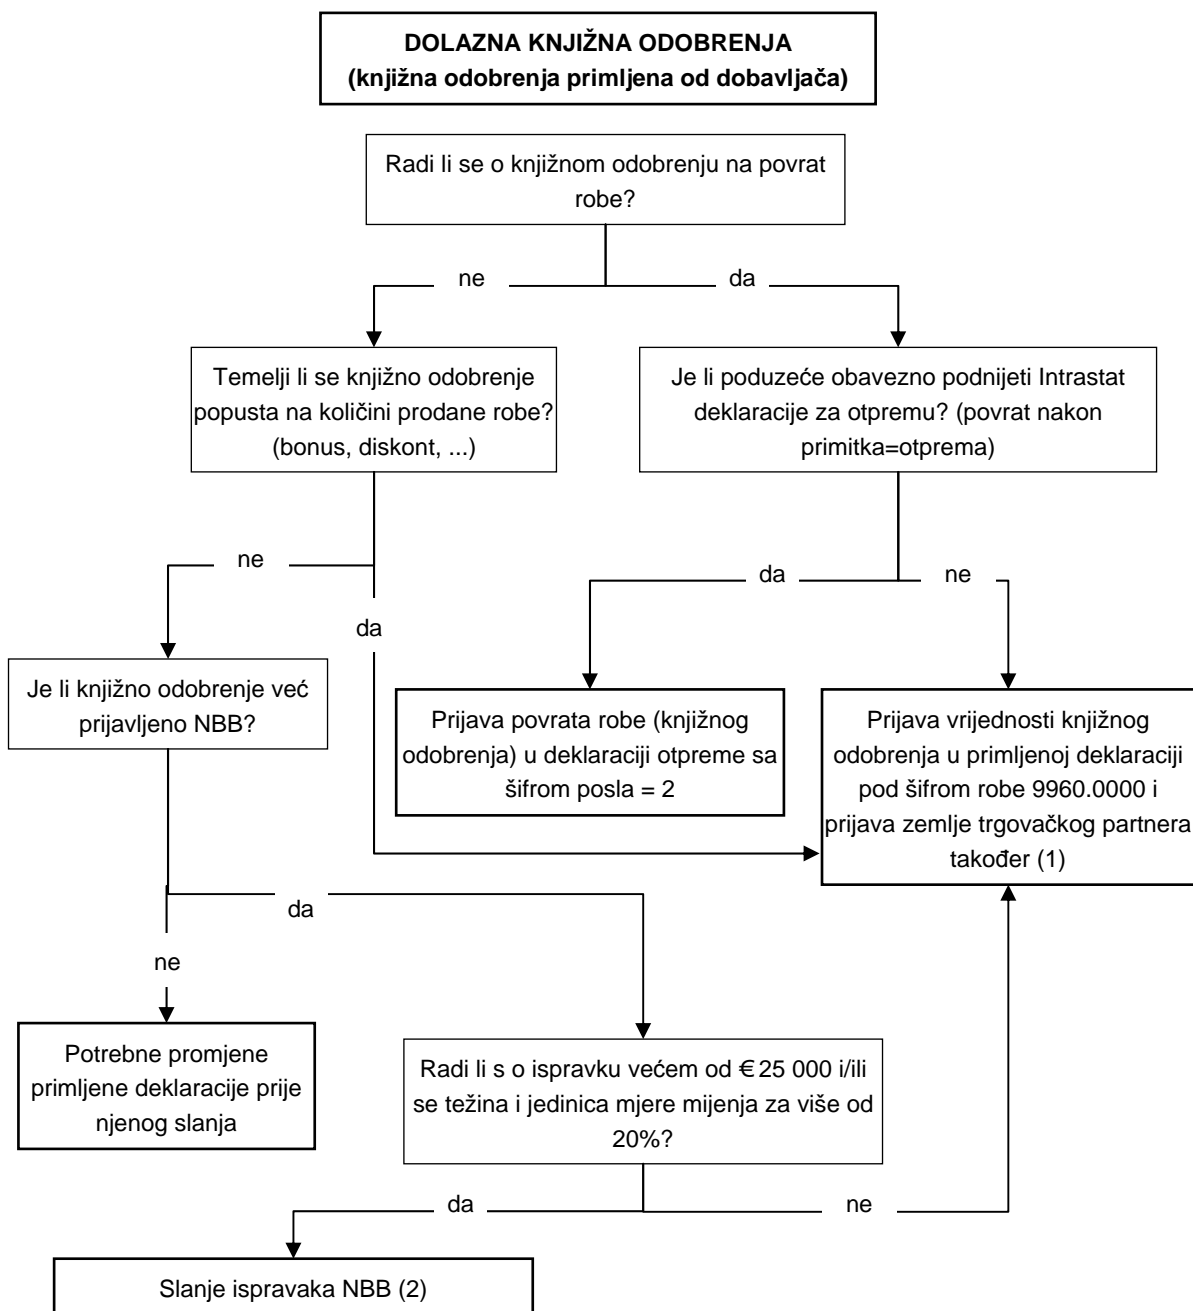 DOLAZNA KNJIŽNA ODOBRENJA
(knjižna odobrenja primljena od dobavljača)
Radi li se o knjižnom odobrenju na povrat
robe?
ne
da
Temelji li se knjižno odobrenje
popusta na količini prodane robe?
(bonus, diskont, ...)
Je li poduzeće obavezno podnijeti Intrastat
deklaracije za otpremu? (povrat nakon
primitka=otprema)
ne
da
da
ne
Je li knjižno odobrenje već
prijavljeno NBB?
Prijava povrata robe (knjižnog
odobrenja) u deklaraciji otpreme sa
šifrom posla = 2
Prijava vrijednosti knjižnog
odobrenja u primljenoj deklaraciji
pod šifrom robe 9960.0000 i
prijava zemlje trgovačkog partnera
također (1)
da
ne
Potrebne promjene
primljene deklaracije prije
njenog slanja
Radi li s o ispravku većem od € 25 000 i/ili
se težina i jedinica mjere mijenja za više od
20%?
da
ne
Slanje ispravaka NBB (2)